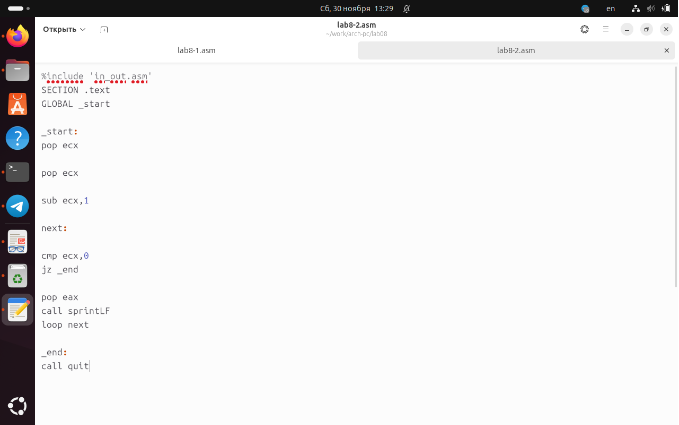 Сб, 30 ноября 13:29
en
Открыть
lab8-2.asm
~/work/arch-pc/lab08
lab8-1.asm
lab8-2.asm
%include 'in_out.asm'
SECTION .text
GLOBAL _start
_start:
pop ecx
pop ecx
sub ecx,1
next:
cmp ecx,0
jz _end
pop eax
call sprintLF
loop next
_end:
call quit